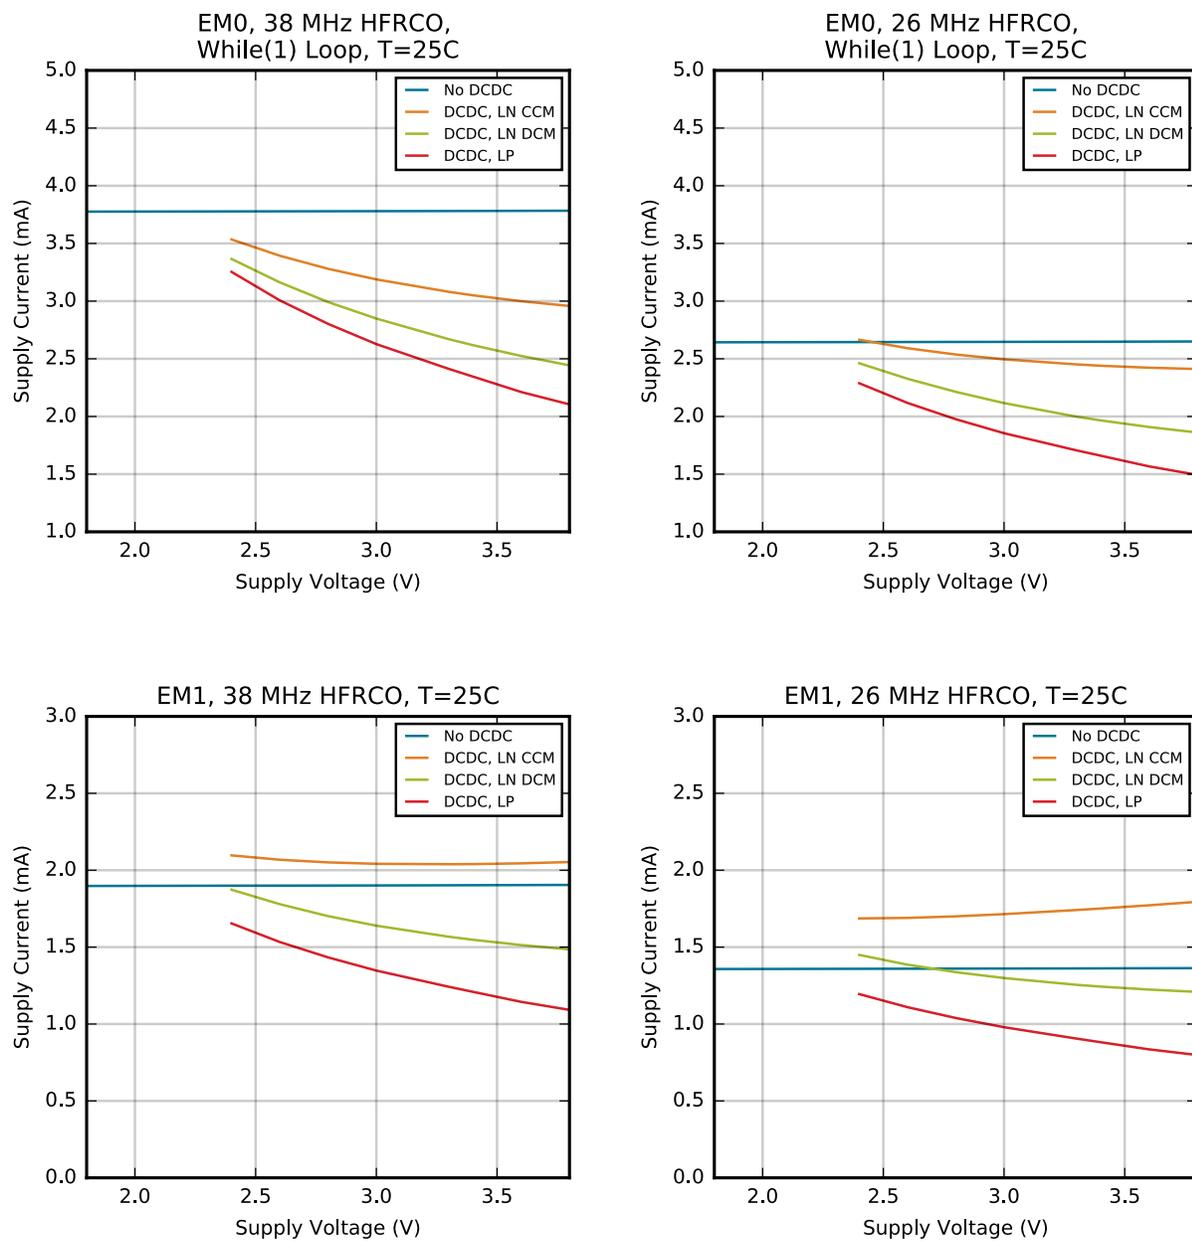 EM0, 38 MHz HFRCO,
While(1) Loop, T=25C
5.0
4.5
4.0
3.5
3.0
2.5
2.0
1.5
1.0
Supply Current (mA)
No DCDC
DCDC, LN CCM
DCDC, LN DCM
DCDC, LP
2.0
2.5
3.0
3.5
Supply Voltage (V)
EM0, 26 MHz HFRCO,
While(1) Loop, T=25C
5.0
4.5
4.0
3.5
3.0
2.5
2.0
1.5
1.0
Supply Current (mA)
No DCDC
DCDC, LN CCM
DCDC, LN DCM
DCDC, LP
2.0
2.5
3.0
3.5
Supply Voltage (V)
EM1, 38 MHz HFRCO, T=25C
3.0
2.5
2.0
1.5
1.0
0.5
0.0
Supply Current (mA)
No DCDC
DCDC, LN CCM
DCDC, LN DCM
DCDC, LP
2.0
2.5
3.0
3.5
Supply Voltage (V)
EM1, 26 MHz HFRCO, T=25C
3.0
2.5
2.0
1.5
1.0
0.5
0.0
Supply Current (mA)
No DCDC
DCDC, LN CCM
DCDC, LN DCM
DCDC, LP
2.0
2.5
3.0
3.5
Supply Voltage (V)